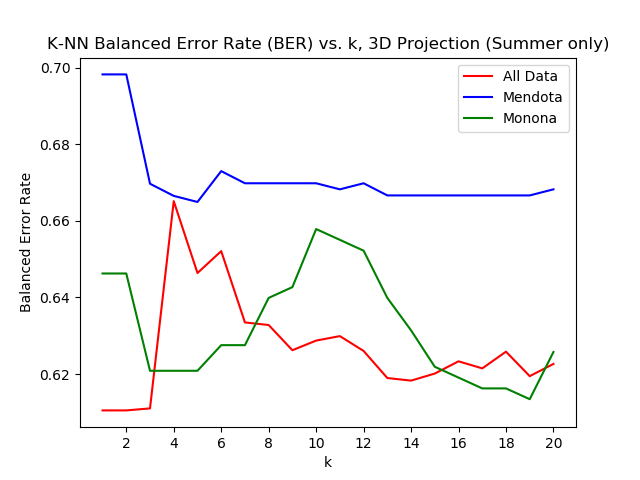 K-NN Balanced Error Rate (BER) vs. k, 3D Projection (Summer only)
All Data
Mendota
Monona
Balanced Error Rate
0.70
0.68
0.66
0.64
0.62
2 4 6 8 10 12 14 16 18 20
k